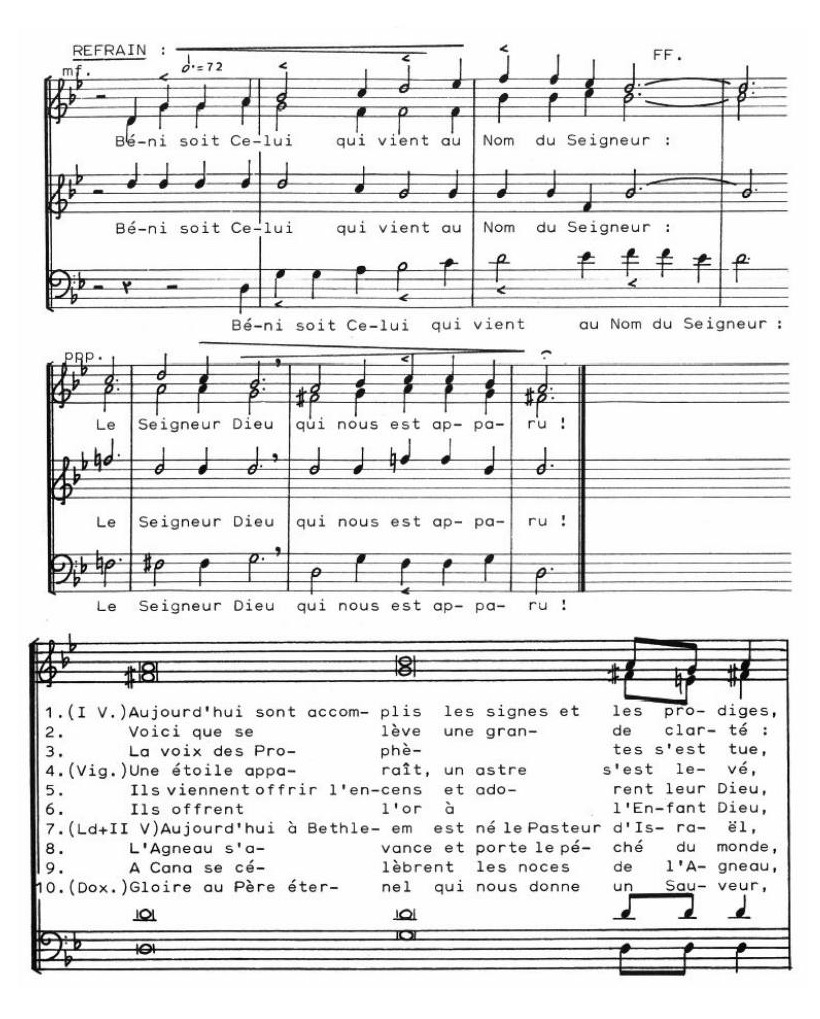 REFRAIN :
mf. ♩.=72 FF.
Bé-ni soit Ce-lui qui vient au Nom du Seigneur :
Bé-ni soit Ce-lui qui vient au Nom du Seigneur :
Bé-ni soit Ce-lui qui vient au Nom du Seigneur :
ppp.
Le Seigneur Dieu qui nous est ap- pa- ru !
Le Seigneur Dieu qui nous est ap- pa- ru !
Le Seigneur Dieu qui nous est ap- pa- ru !
1.(I V.)Aujourd'hui sont accom- plis les signes et les pro- diges,
2. Voici que se lève une gran- de clar- té :
3. La voix des Pro- phè- tes s'est tue,
4.(Vig.)Une étoile appa- raît, un astre s'est le- vé,
5. Ils viennent offrir l'en-cens et ado- rent leur Dieu,
6. Ils offrent l'or à l'En-fant Dieu,
7.(Ld+II V)Aujourd'hui à Bethle- em est né le Pasteur d'Is- ra- ël,
8. L'Agneau s'a- vance et porte le pé- ché du monde,
9. A Cana se cé- lèbrent les noces de l'A- gneau,
10.(Dox.)Gloire au Père éter- nel qui nous donne un Sau- veur,